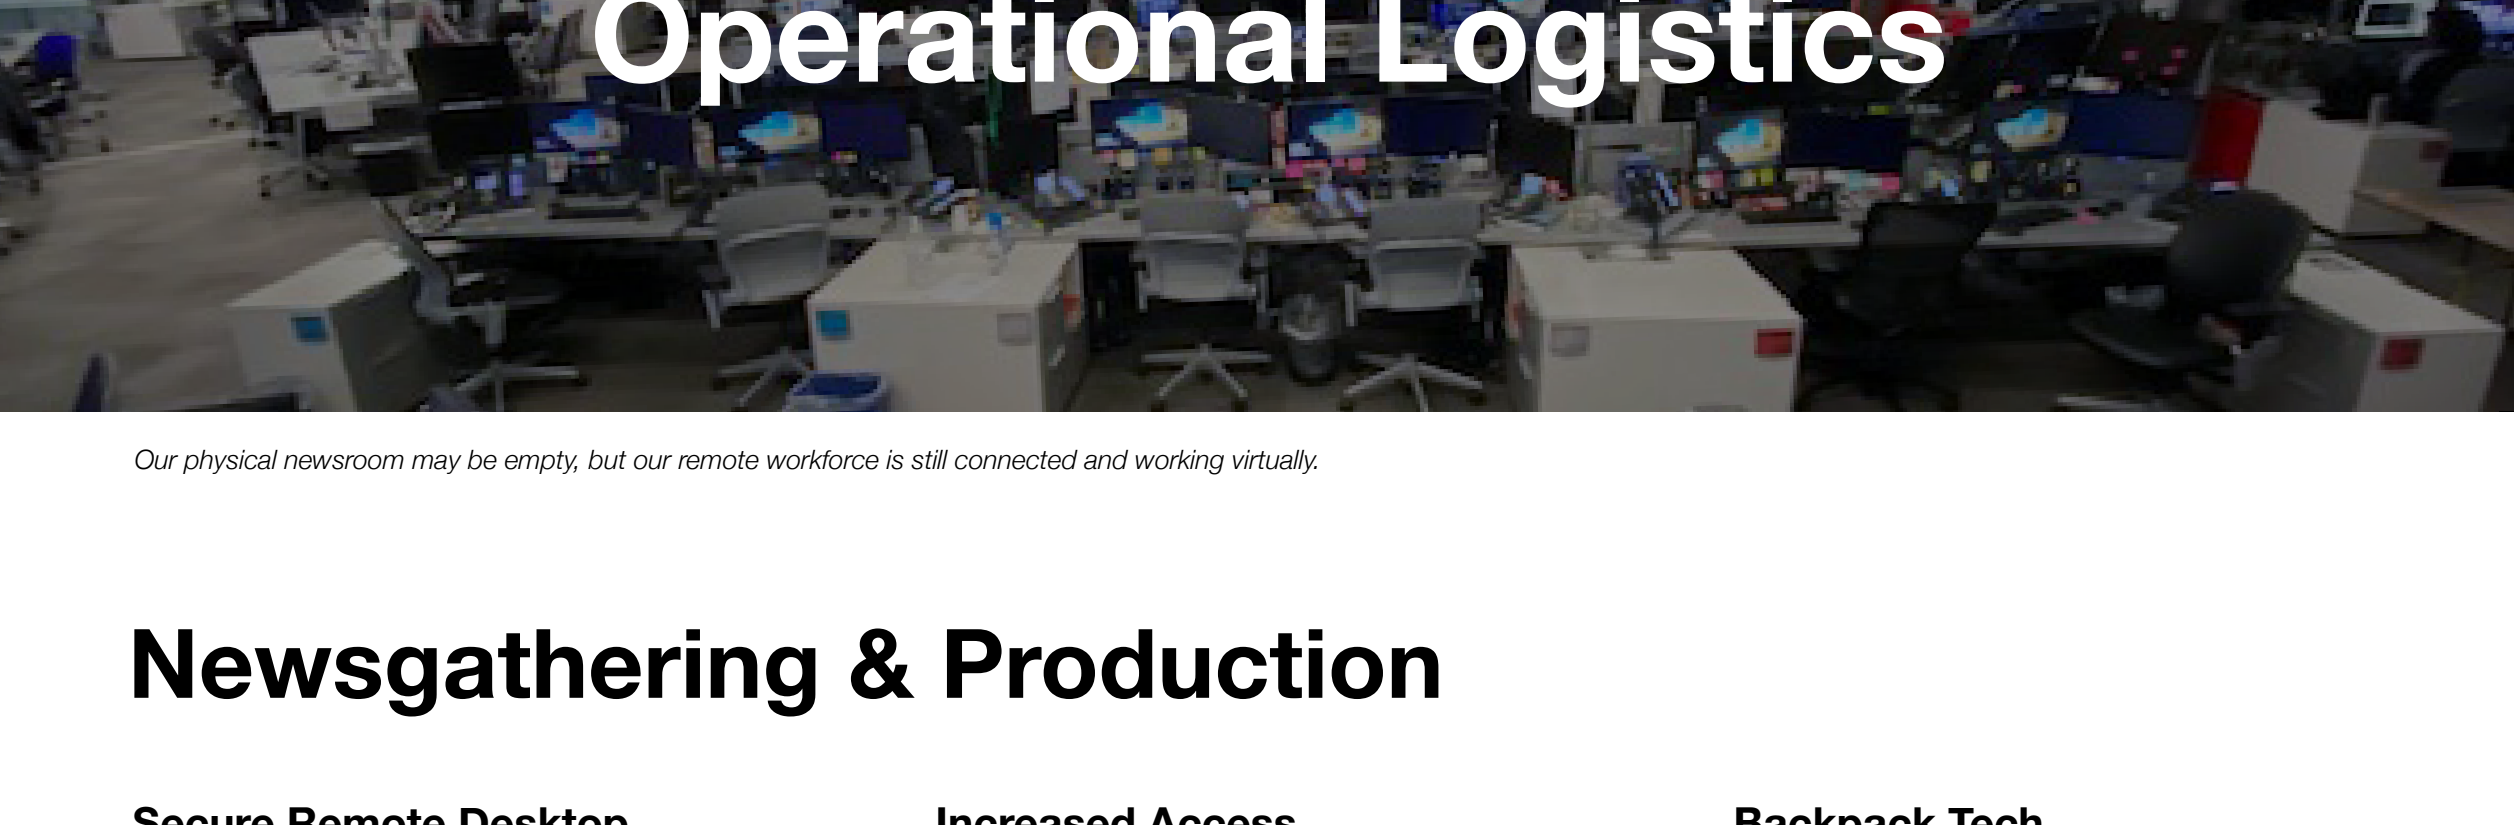 Operational Logistics
Our physical newsroom may be empty, but our remote workforce is still connected and working virtually.
Newsgathering & Production
Secure Remote Desktop
Increased Access
Backpack Tech